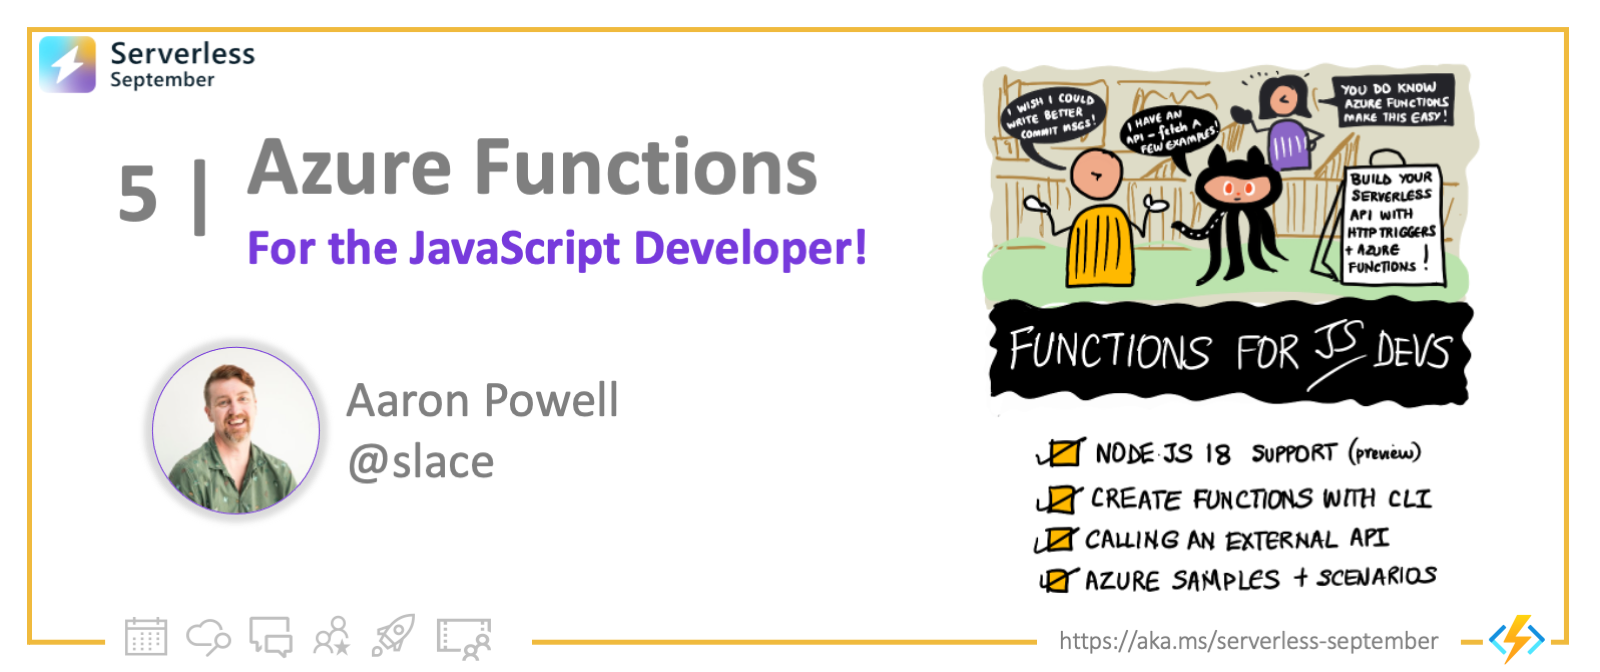 Serverless
September
5 |
Azure Functions
For the JavaScript Developer!
Aaron Powell
@slace
I WISH I COULD
WRITE BETTER
COMMIT MSGS!
I HAVE AN
API - fetch A
FEW EXAMPLES!
YOU DO KNOW
AZURE FUNCTIONS
MAKE THIS EASY!
BUILD YOUR
SERVERLESS
API WITH
HTTP TRIGGERS
+ AZURE
FUNCTIONS!
FUNCTIONS FOR JS DEVS
NODE·JS 18 SUPPORT (preview)
CREATE FUNCTIONS WITH CLI
CALLING AN EXTERNAL API
AZURE SAMPLES + SCENARIOS
https://aka.ms/serverless-september